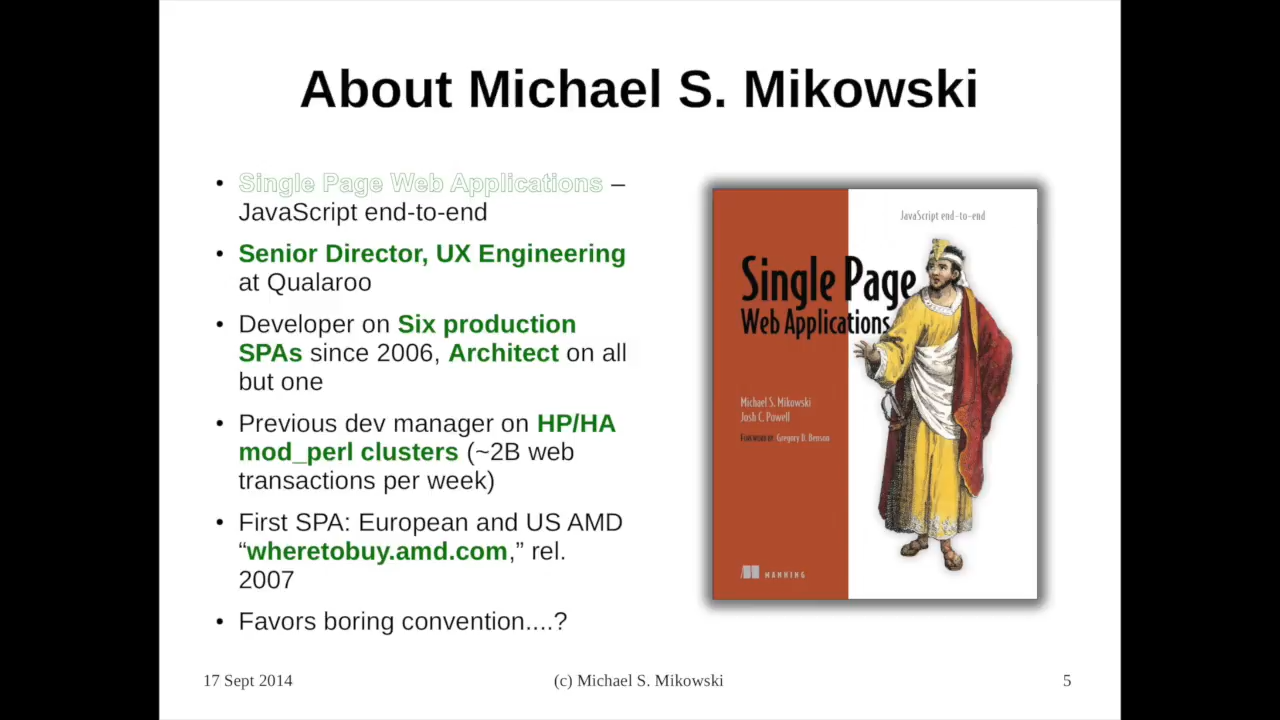 About Michael S. Mikowski
• Single Page Web Applications –
JavaScript end-to-end
• Senior Director, UX Engineering
at Qualaroo
• Developer on Six production
SPAs since 2006, Architect on all
but one
• Previous dev manager on HP/HA
mod_perl clusters (~2B web
transactions per week)
• First SPA: European and US AMD
“wheretobuy.amd.com,” rel.
2007
• Favors boring convention....?
JavaScript end-to-end
Single Page
Web Applications
Michael S. Mikowski
Josh C. Powell
Foreword by Gregory D. Benson
MANNING
17 Sept 2014
(c) Michael S. Mikowski
5